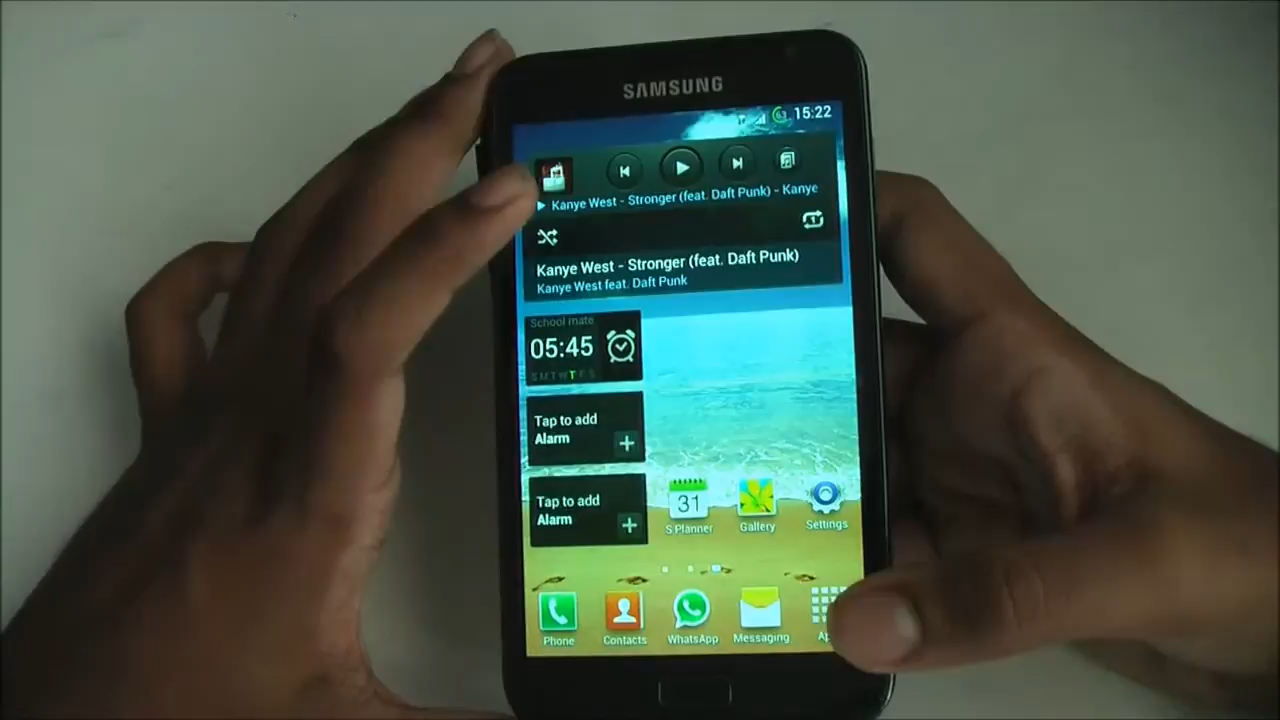 SAMSUNG
63 15:22
Kanye West - Stronger (feat. Daft Punk) - Kanye
Kanye West - Stronger (feat. Daft Punk)
Kanye West feat. Daft Punk
School mate
05:45
S M T W T F S
Tap to add
Alarm
Tap to add
Alarm
31
S Planner
Gallery
Settings
Phone
Contacts
WhatsApp
Messaging